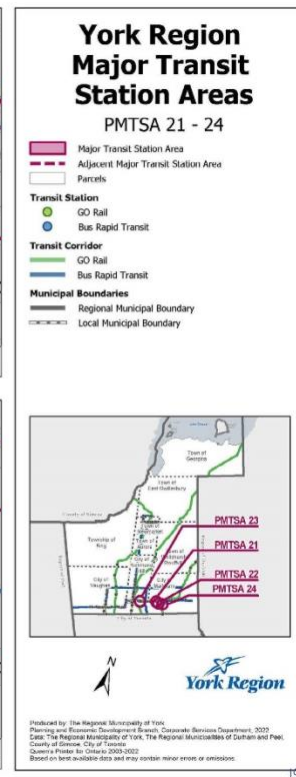 York Region
Major Transit
Station Areas
PMTSA 21 - 24
Major Transit Station Area
Adjacent Major Transit Station Area
Parcels
Transit Station
GO Rail
Bus Rapid Transit
Transit Corridor
GO Rail
Bus Rapid Transit
Municipal Boundaries
Regional Municipal Boundary
Local Municipal Boundary
Town of
Georgina
Town of
East Gwillimbury
County of Simcoe
Township of
King
City of
Vaughan
PMTSA 23
PMTSA 21
PMTSA 22
PMTSA 24
City of Toronto
York Region
Produced by: The Regional Municipality of York
Planning and Economic Development Branch, Corporate Services Department, 2022
Data: The Regional Municipality of York, The Regional Municipalities of Durham and Peel,
County of Simcoe, City of Toronto
Queen's Printer for Ontario 2003-2022
Based on best available data and may contain minor errors or omissions